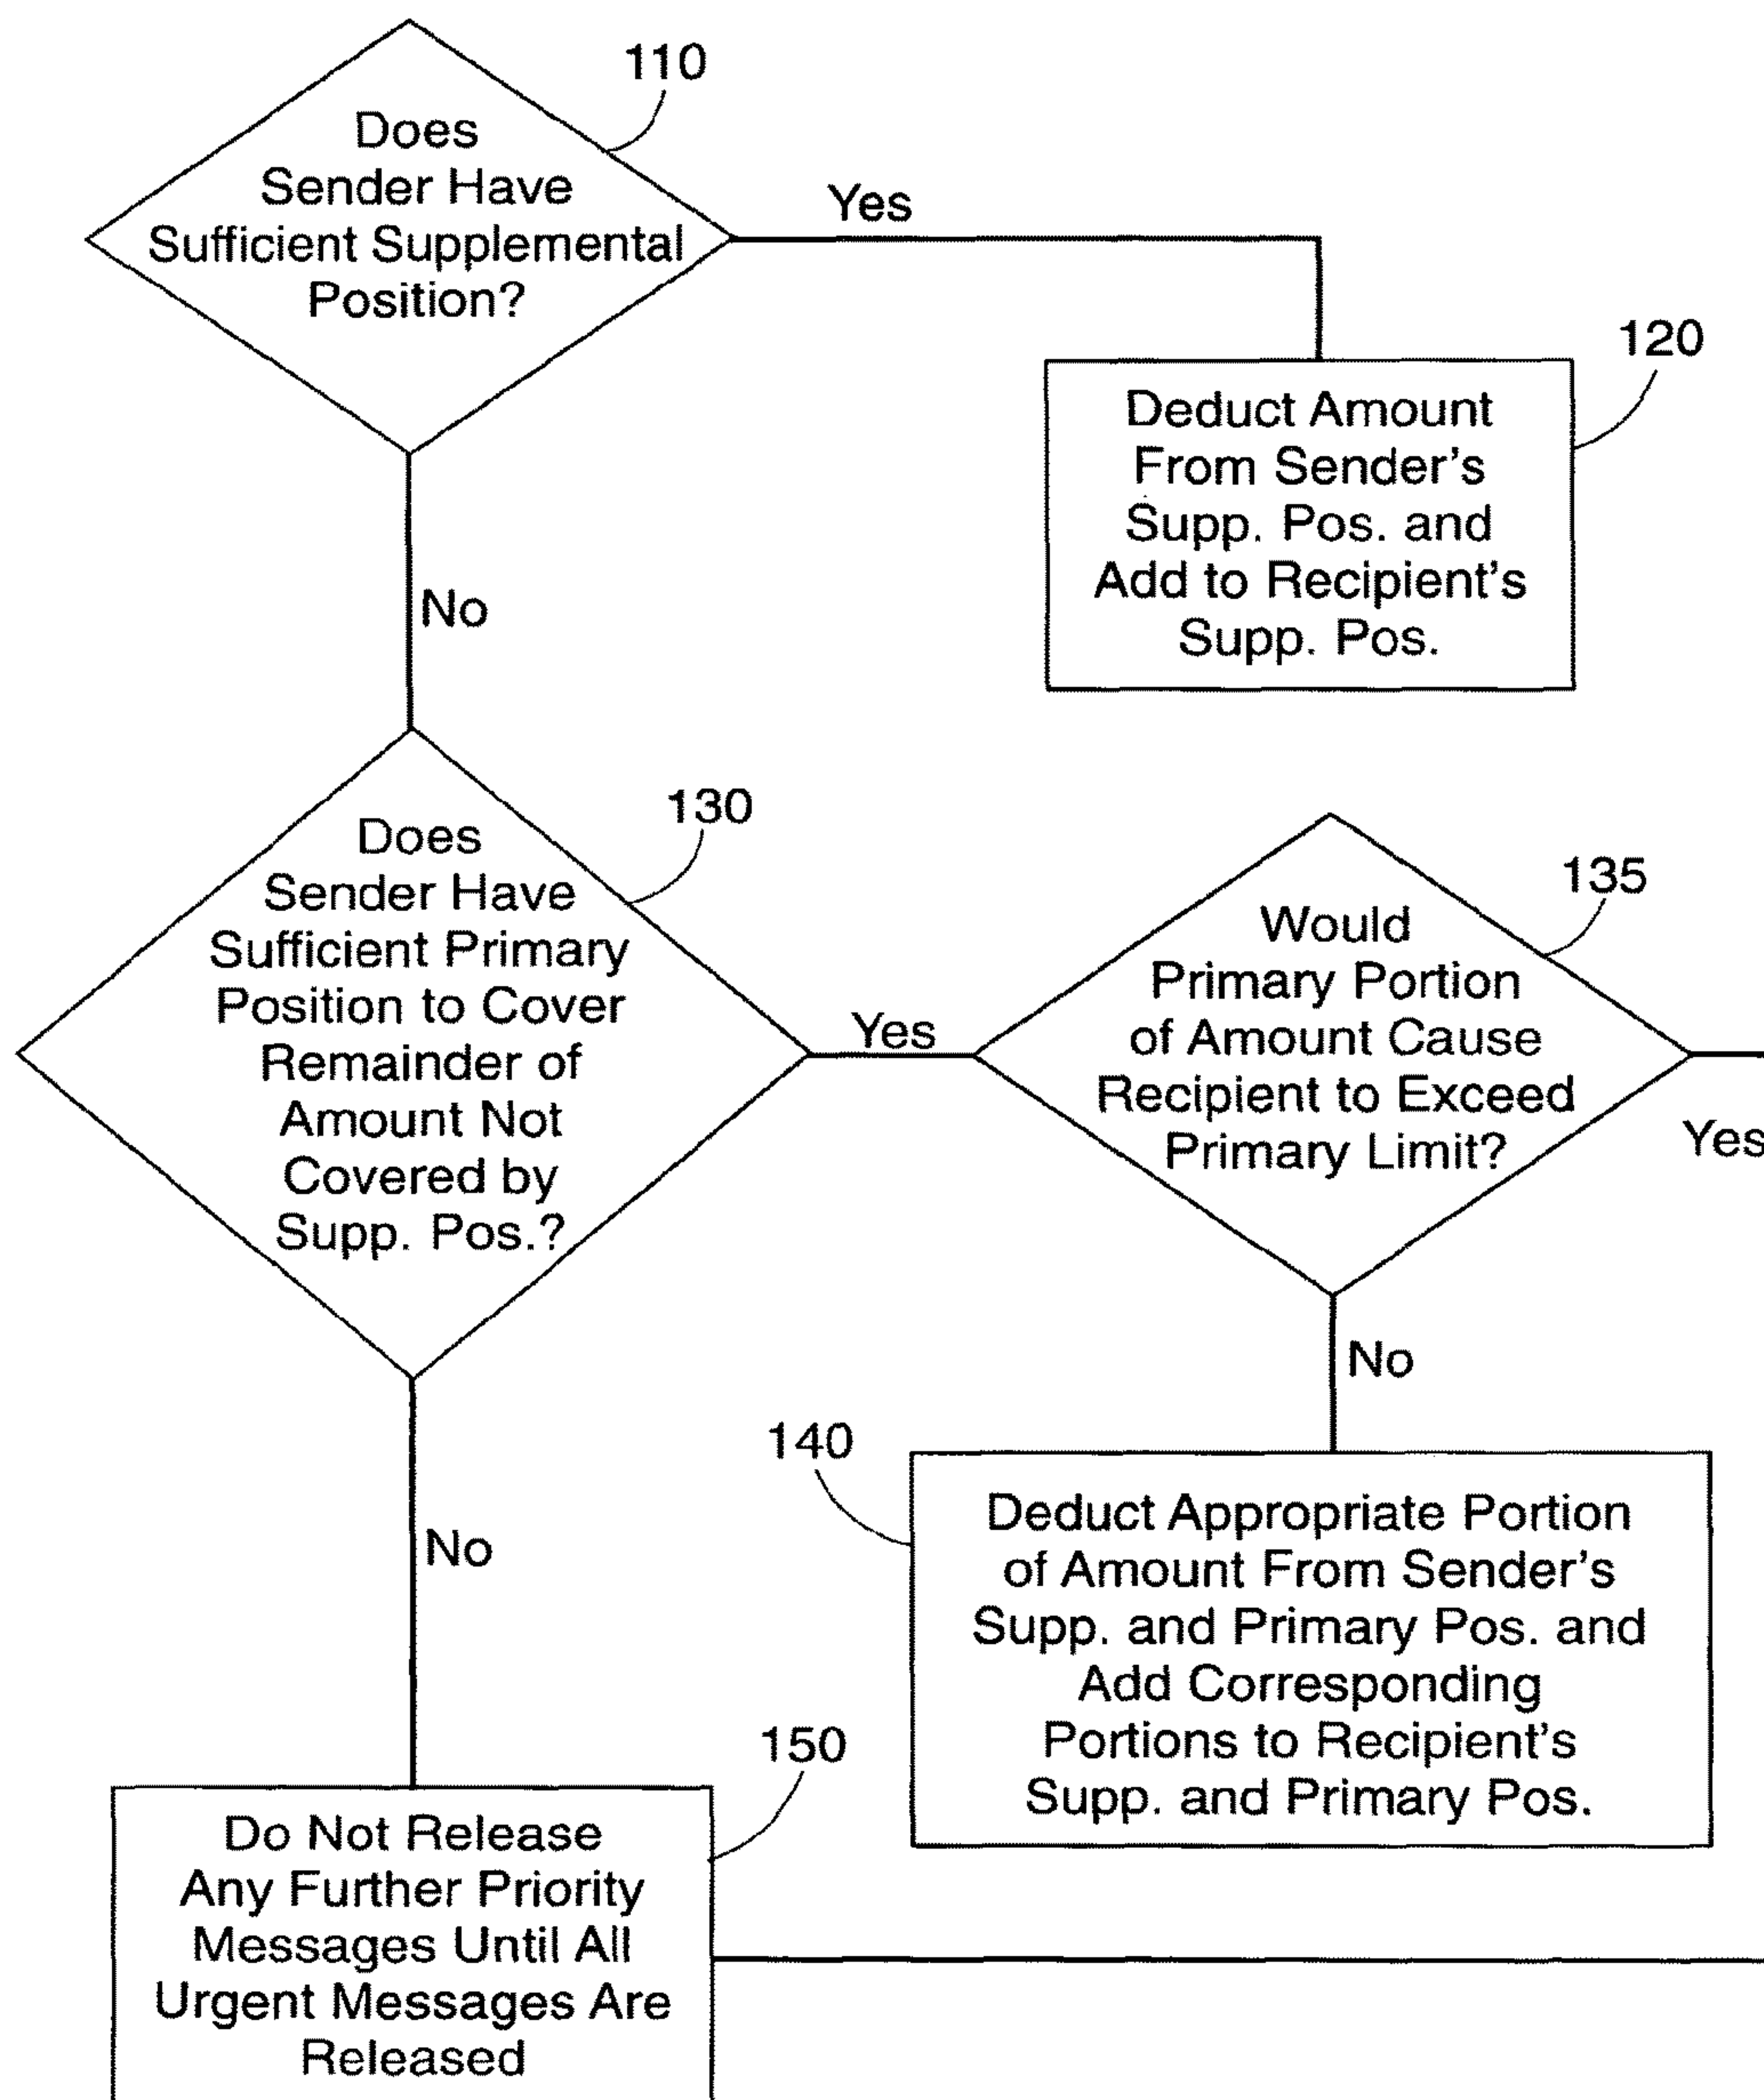 110
Does
Sender Have
Sufficient Supplemental
Position?
Yes
120
Deduct Amount
From Sender's
Supp. Pos. and
Add to Recipient's
Supp. Pos.
No
130
Does
Sender Have
Sufficient Primary
Position to Cover
Remainder of
Amount Not
Covered by
Supp. Pos.?
Yes
135
Would
Primary Portion
of Amount Cause
Recipient to Exceed
Primary Limit?
Yes
No
140
Deduct Appropriate Portion
of Amount From Sender's
Supp. and Primary Pos. and
Add Corresponding
Portions to Recipient's
Supp. and Primary Pos.
No
150
Do Not Release
Any Further Priority
Messages Until All
Urgent Messages Are
Released